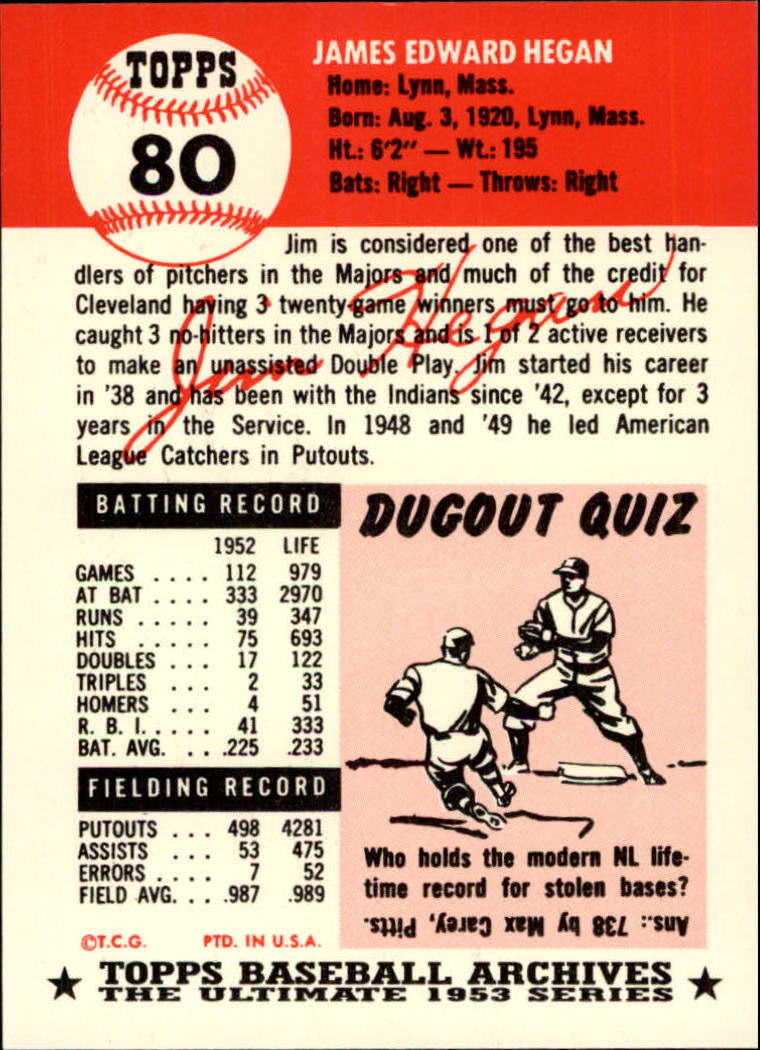 TOPPS
80
JAMES EDWARD HEGAN
Home: Lynn, Mass.
Born: Aug. 3, 1920, Lynn, Mass.
Ht.: 6'2" — Wt.: 195
Bats: Right — Throws: Right
Jim is considered one of the best han-
dlers of pitchers in the Majors and much of the credit for
Cleveland having 3 twenty-game winners must go to him. He
caught 3 no-hitters in the Majors and is 1 of 2 active receivers
to make an unassisted Double Play. Jim started his career
in '38 and has been with the Indians since '42, except for 3
years in the Service. In 1948 and '49 he led American
League Catchers in Putouts.
Jim Hegan
BATTING RECORD
1952 LIFE
GAMES .... 112 979
AT BAT .... 333 2970
RUNS ..... 39 347
HITS ..... 75 693
DOUBLES ... 17 122
TRIPLES ... 2 33
HOMERS ... 4 51
R. B. I. .... 41 333
BAT. AVG. .. .225 .233
FIELDING RECORD
PUTOUTS ... 498 4281
ASSISTS ... 53 475
ERRORS .... 7 52
FIELD AVG. .. .987 .989
©T.C.G. PTD. IN U.S.A.
DUGOUT QUIZ
Who holds the modern NL life-
time record for stolen bases?
Ans.: 738 by Max Carey, Pitts.
TOPPS BASEBALL ARCHIVES
THE ULTIMATE 1953 SERIES